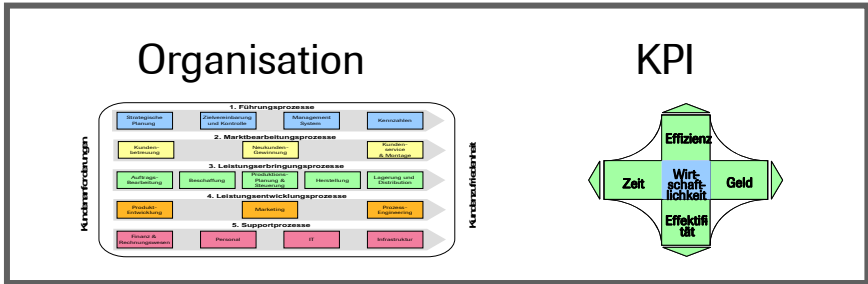 Organisation
KPI
Kundenanforderungen
1. Führungsprozesse
Strategische
Planung
Zielvereinbarung
und Kontrolle
Management
System
Kennzahlen
2. Marktbearbeitungsprozesse
Kunden-
betreuung
Neukunden-
Gewinnung
Kunden-
service
& Montage
3. Leistungserbringungsprozesse
Auftrags-
Bearbeitung
Beschaffung
Produktions-
Planung &
Steuerung
Herstellung
Lagerung und
Distribution
4. Leistungsentwicklungsprozesse
Produkt-
Entwicklung
Marketing
Prozess-
Engineering
5. Supportprozesse
Finanz &
Rechnungswesen
Personal
IT
Infrastruktur
Kundenzufriedenheit
Effizienz
Zeit
Wirt-
schaft-
lichkeit
Geld
Effektifi
tät